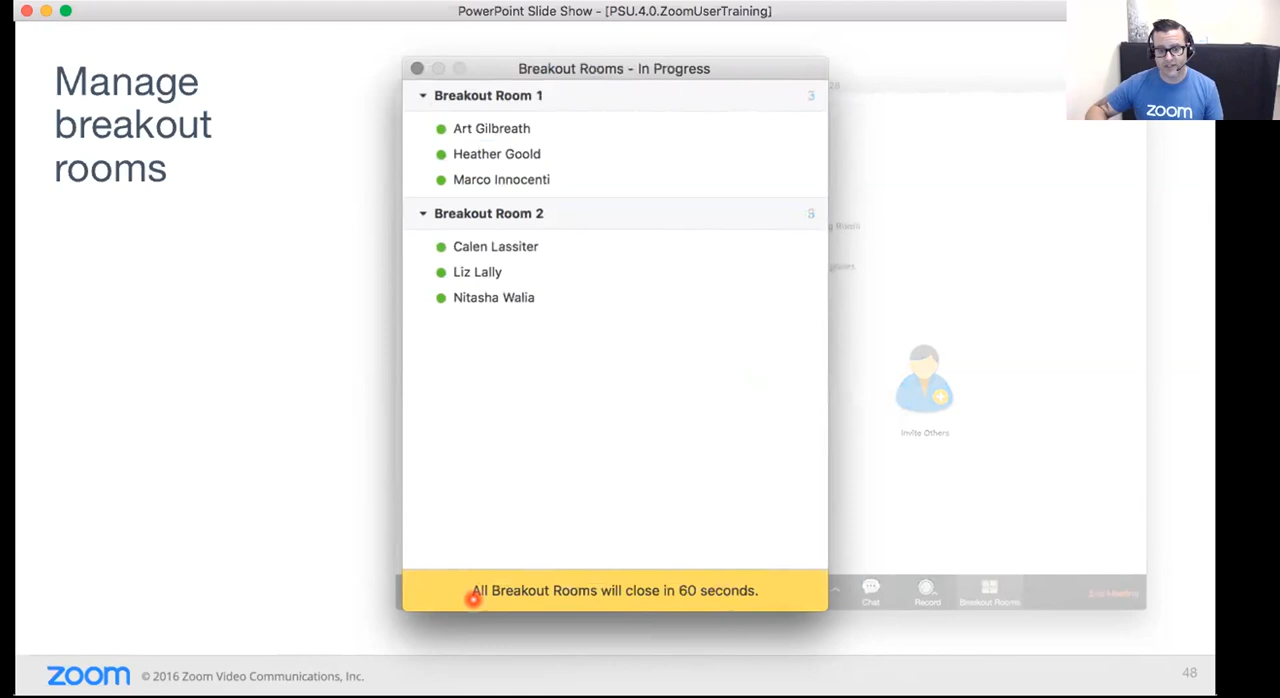 PowerPoint Slide Show - [PSU.4.0.ZoomUserTraining]
Manage
breakout
rooms
Breakout Rooms - In Progress
Breakout Room 1 3
Art Gilbreath
Heather Goold
Marco Innocenti
Breakout Room 2
Calen Lassiter
Liz Lally
Nitasha Walia
All Breakout Rooms will close in 60 seconds.
Invite Others
Chat
Record
Breakout Rooms
End Meeting
zoom
zoom © 2016 Zoom Video Communications, Inc.
48